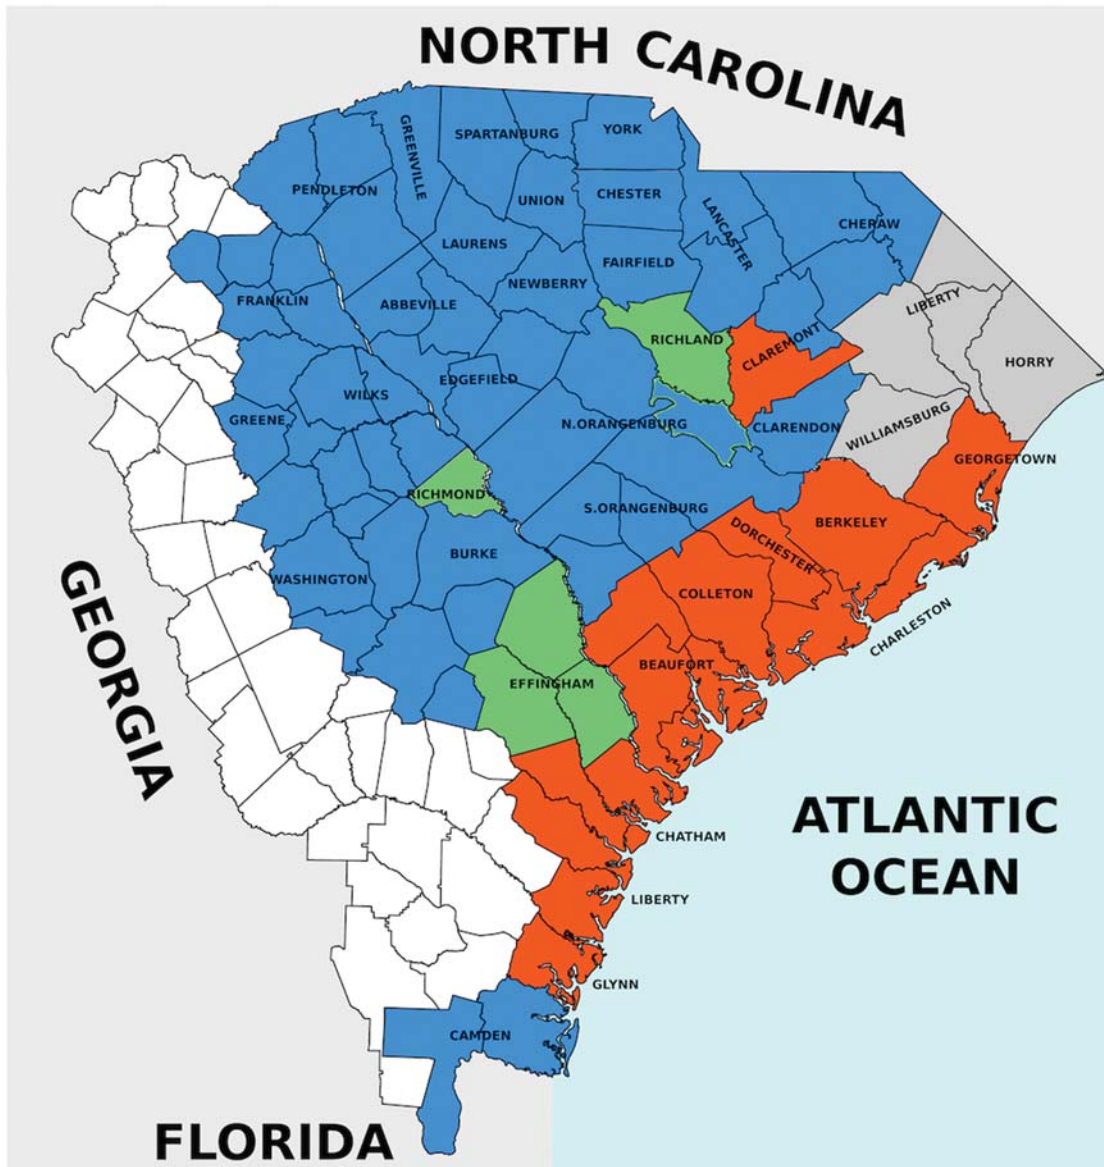 NORTH CAROLINA
SPARTANBURG
YORK
GREENVILLE
PENDLETON
UNION
CHESTER
LANCASTER
CHERAW
LAURENS
FAIRFIELD
NEWBERRY
FRANKLIN
ABBEVILLE
LIBERTY
RICHLAND
CLAREMONT
HORRY
EDGEFIELD
WILKS
GREENE
N.ORANGENBURG
CLARENDON
WILLIAMSBURG
GEORGETOWN
RICHMOND
S.ORANGENBURG
BERKELEY
DORCHESTER
BURKE
WASHINGTON
COLLETON
CHARLESTON
GEORGIA
BEAUFORT
EFFINGHAM
ATLANTIC
OCEAN
CHATHAM
LIBERTY
GLYNN
CAMDEN
FLORIDA